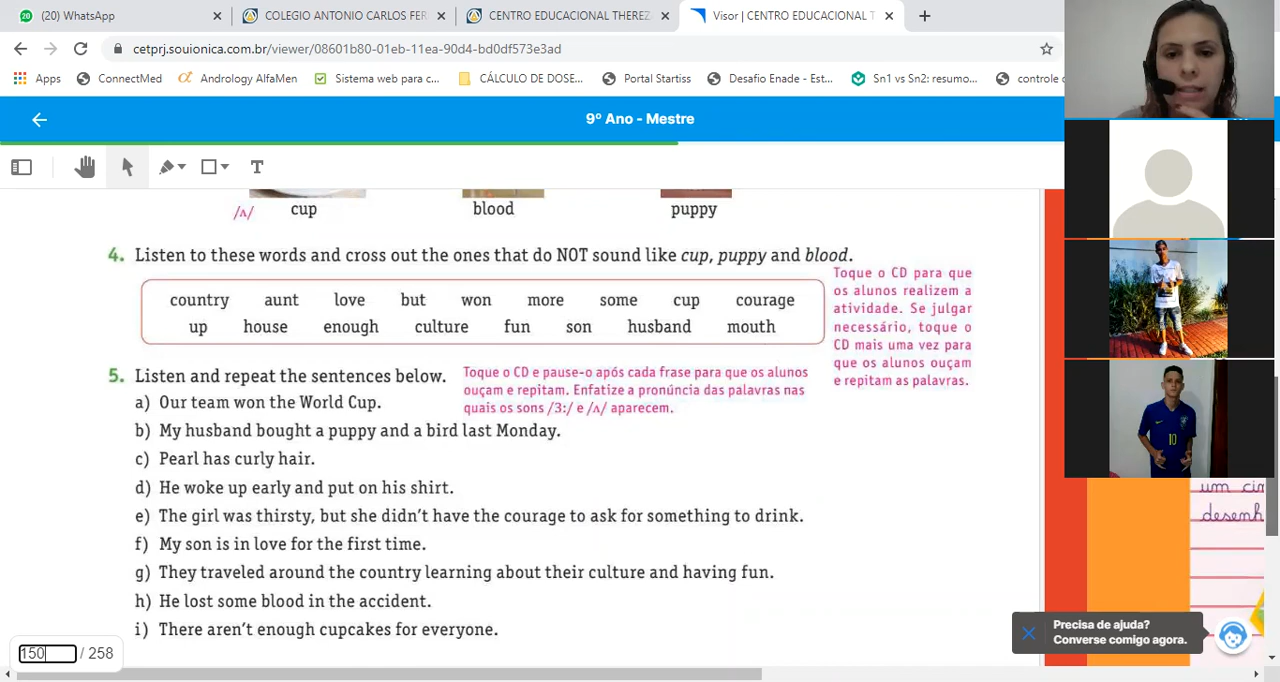 (20) WhatsApp
COLEGIO ANTONIO CARLOS FER
CENTRO EDUCACIONAL THEREZ
Visor | CENTRO EDUCACIONAL T
cetprj.souionica.com.br/viewer/08601b80-01eb-11ea-90d4-bd0df573e3ad
Apps ConnectMed Andrology AlfaMen Sistema web para c... CÁLCULO DE DOSE... Portal Startiss Desafio Enade - Est... Sn1 vs Sn2: resumo... controle
9º Ano - Mestre
T
/ʌ/ cup blood puppy
4. Listen to these words and cross out the ones that do NOT sound like cup, puppy and blood.
country aunt love but won more some cup courage
up house enough culture fun son husband mouth
Toque o CD para que
os alunos realizem a
atividade. Se julgar
necessário, toque o
CD mais uma vez para
que os alunos ouçam
e repitam as palavras.
5. Listen and repeat the sentences below.
Toque o CD e pause-o após cada frase para que os alunos
ouçam e repitam. Enfatize a pronúncia das palavras nas
quais os sons /3:/ e /ʌ/ aparecem.
a) Our team won the World Cup.
b) My husband bought a puppy and a bird last Monday.
c) Pearl has curly hair.
d) He woke up early and put on his shirt.
e) The girl was thirsty, but she didn't have the courage to ask for something to drink.
f) My son is in love for the first time.
g) They traveled around the country learning about their culture and having fun.
h) He lost some blood in the accident.
i) There aren't enough cupcakes for everyone.
150 / 258
um
Precisa de ajuda?
Converse comigo agora.
10